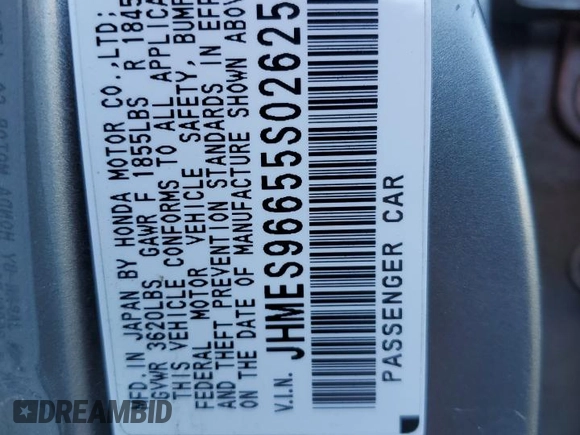 MFD. IN JAPAN BY HONDA MOTOR CO.,LTD;
GVWR 3620LBS GAWR F 1855LBS R 1845
THIS VEHICLE CONFORMS TO ALL APPLICA
FEDERAL MOTOR VEHICLE SAFETY, BUMP
AND THEFT PREVENTION STANDARDS IN EFF
ON THE DATE OF MANUFACTURE SHOWN ABOV
V.I.N. JHMES96655S02625
PASSENGER CAR
DREAMBID